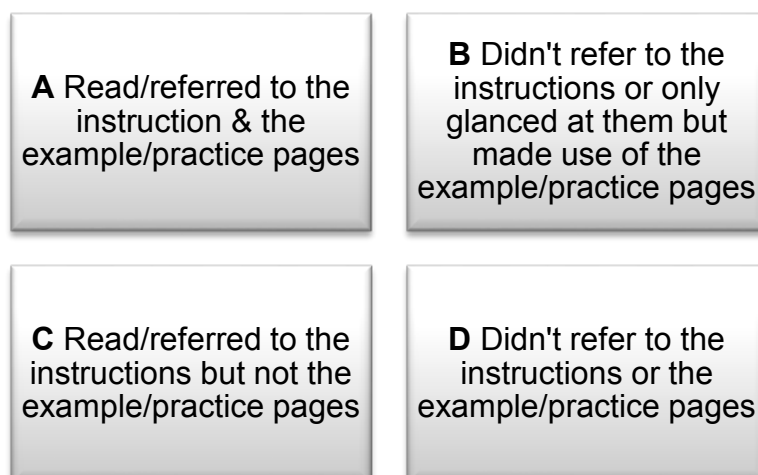 A Read/referred to the
instruction & the
example/practice pages
B Didn't refer to the
instructions or only
glanced at them but
made use of the
example/practice pages
C Read/referred to the
instructions but not the
example/practice pages
D Didn't refer to the
instructions or the
example/practice pages